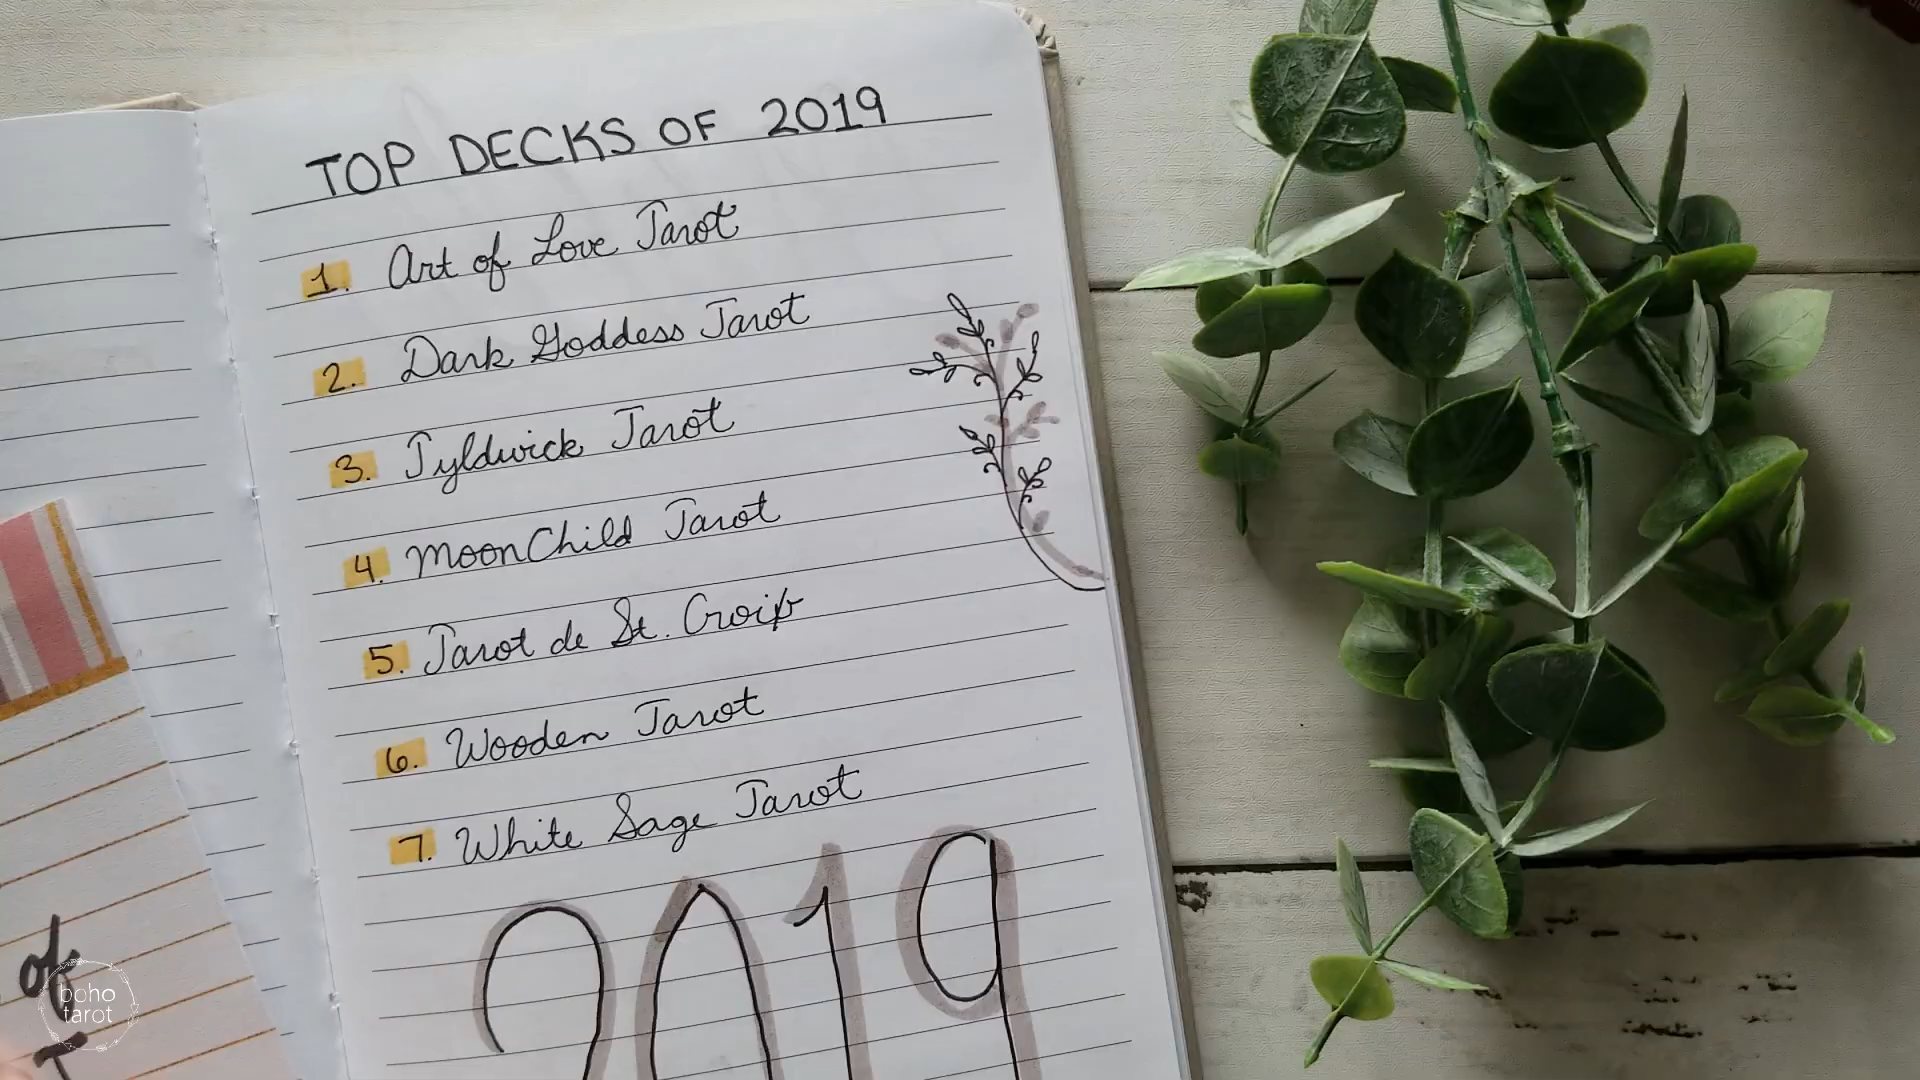 TOP DECKS OF 2019
1. Art of Love Tarot
2. Dark Goddess Tarot
3. Tyldwick Tarot
4. MoonChild Tarot
5. Tarot de St. Croix
6. Wooden Tarot
7. White Sage Tarot
2019
of
boho
tarot